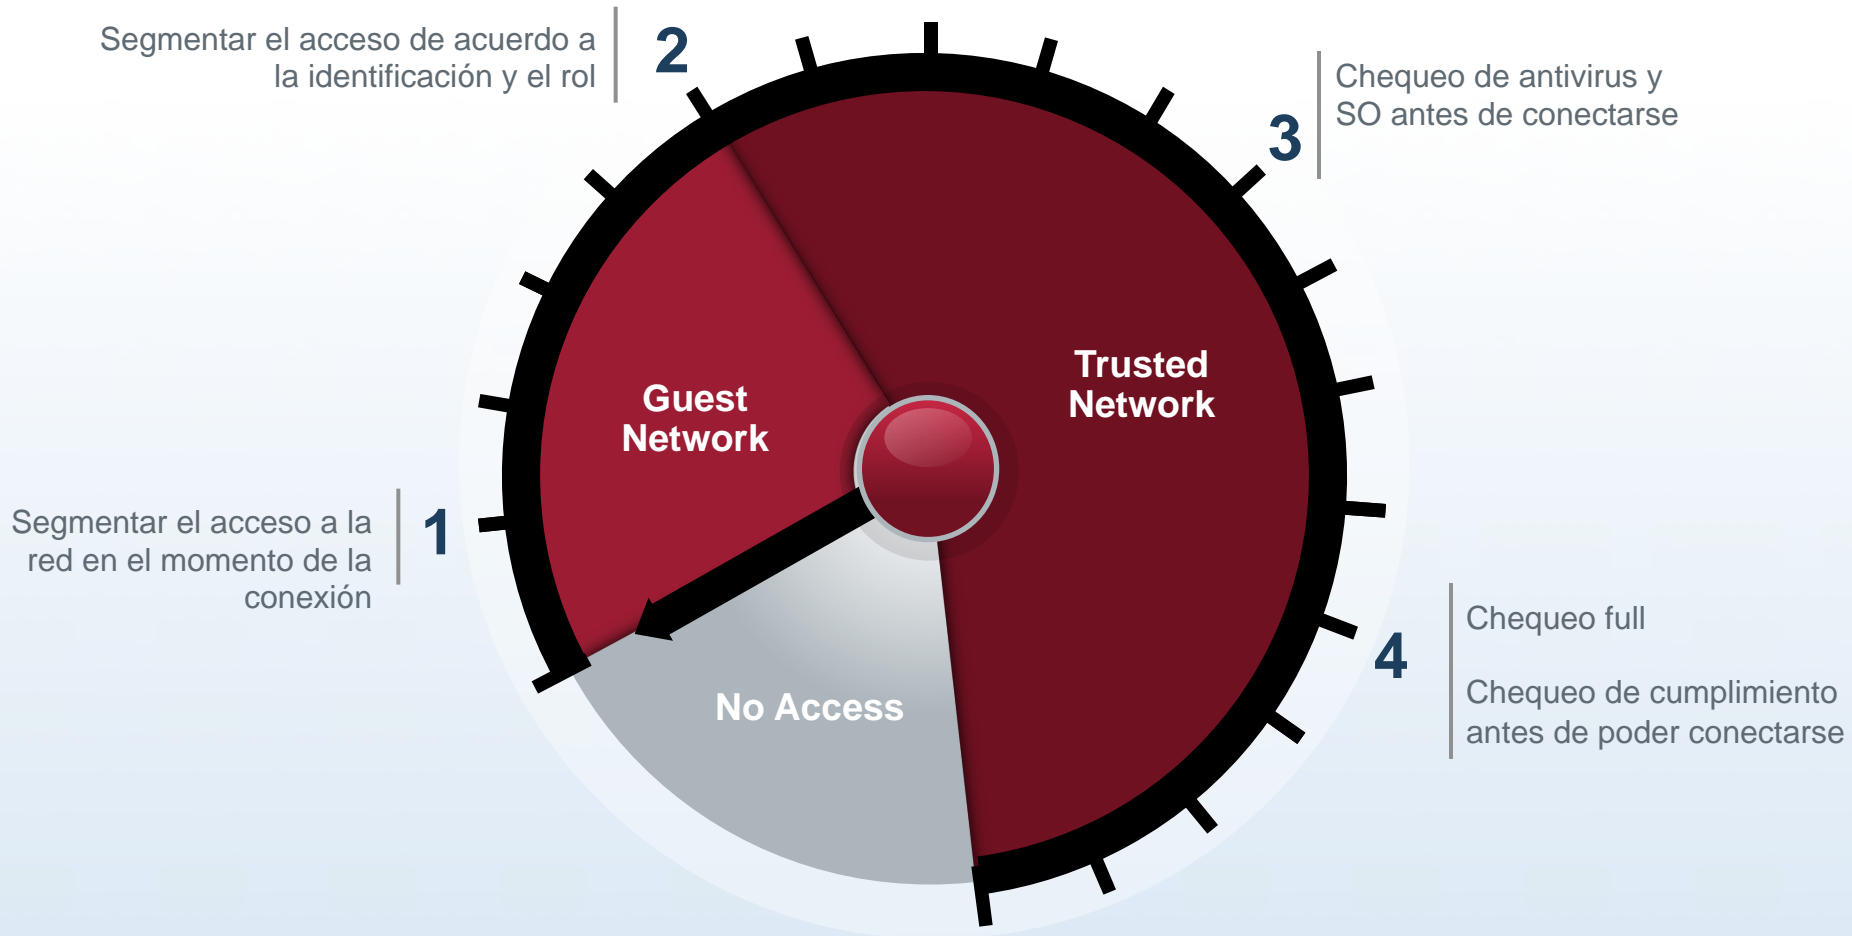 Segmentar el acceso de acuerdo a
la identificación y el rol
2
3
Chequeo de antivirus y
SO antes de conectarse
Guest
Network
Trusted
Network
Segmentar el acceso a la
red en el momento de la
conexión
1
No Access
4
Chequeo full
Chequeo de cumplimiento
antes de poder conectarse